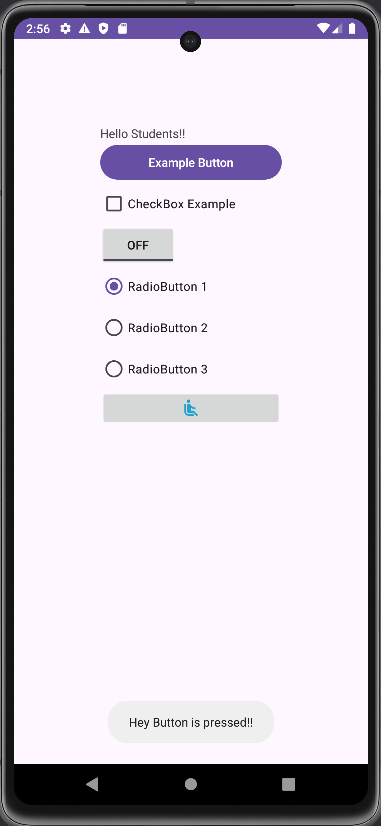 2:56
Hello Students!!
Example Button
CheckBox Example
OFF
RadioButton 1
RadioButton 2
RadioButton 3
Hey Button is pressed!!